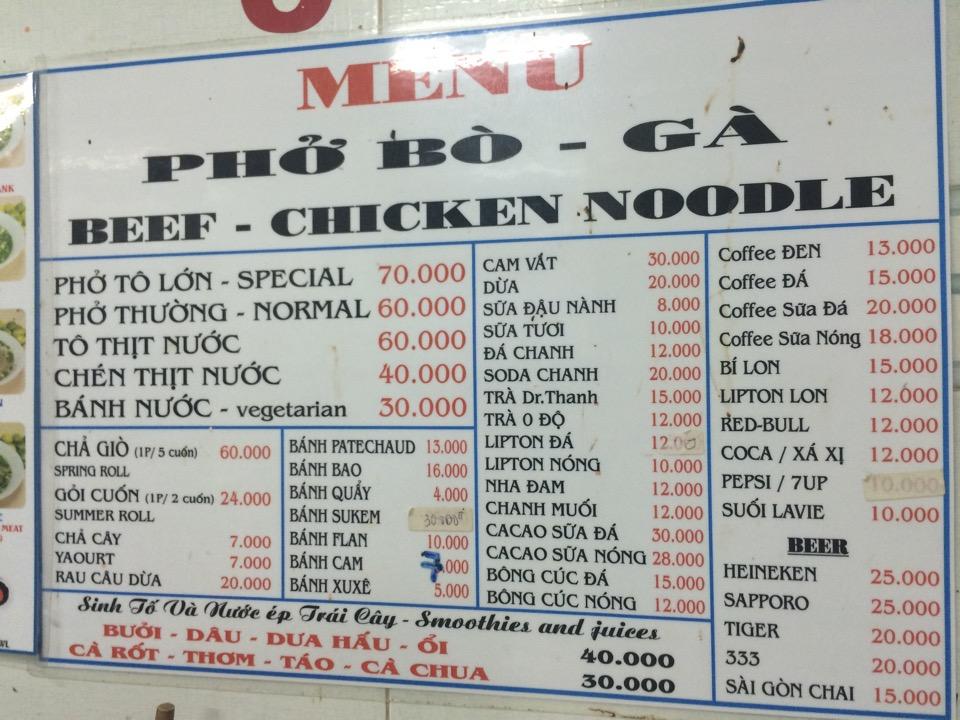 MENU
PHỞ BÒ - GÀ
BEEF - CHICKEN NOODLE
PHỞ TÔ LỚN - SPECIAL 70.000
PHỞ THƯỜNG - NORMAL 60.000
TÔ THỊT NƯỚC 60.000
CHÉN THỊT NƯỚC 40.000
BÁNH NƯỚC - vegetarian 30.000
CHẢ GIÒ (1P/ 5 cuốn) 60.000
SPRING ROLL
GỎI CUỐN (1P/ 2 cuốn) 24.000
SUMMER ROLL
CHẢ CÂY 7.000
YAOURT 7.000
RAU CÂU DỪA 20.000
BÁNH PATECHAUD 13.000
BÁNH BAO 16.000
BÁNH QUẨY 4.000
BÁNH SUKEM
BÁNH FLAN 10.000
BÁNH CAM 7.000
BÁNH XUXÊ 5.000
CAM VẮT 30.000
DỪA 20.000
SỮA ĐẬU NÀNH 8.000
SỮA TƯƠI 10.000
ĐÁ CHANH 12.000
SODA CHANH 20.000
TRÀ Dr.Thanh 15.000
TRÀ 0 ĐỘ 12.000
LIPTON ĐÁ 12.00
LIPTON NÓNG 10.000
NHA ĐAM 12.000
CHANH MUỐI 12.000
CACAO SỮA ĐÁ 30.000
CACAO SỮA NÓNG 28.000
BÔNG CÚC ĐÁ 15.000
BÔNG CÚC NÓNG 12.000
Coffee ĐEN 13.000
Coffee ĐÁ 15.000
Coffee Sữa Đá 20.000
Coffee Sữa Nóng 18.000
BÍ LON 15.000
LIPTON LON 12.000
RED-BULL 12.000
COCA / XÁ XỊ 12.000
PEPSI / 7UP 10.000
SUỐI LAVIE 10.000
BEER
HEINEKEN 25.000
SAPPORO 25.000
TIGER 20.000
333 20.000
SÀI GÒN CHAI 15.000
Sinh Tố Và Nước ép Trái Cây - Smoothies and juices
BƯỞI - DÂU - DƯA HẤU - ỔI 40.000
CÀ RỐT - THƠM - TÁO - CÀ CHUA 30.000